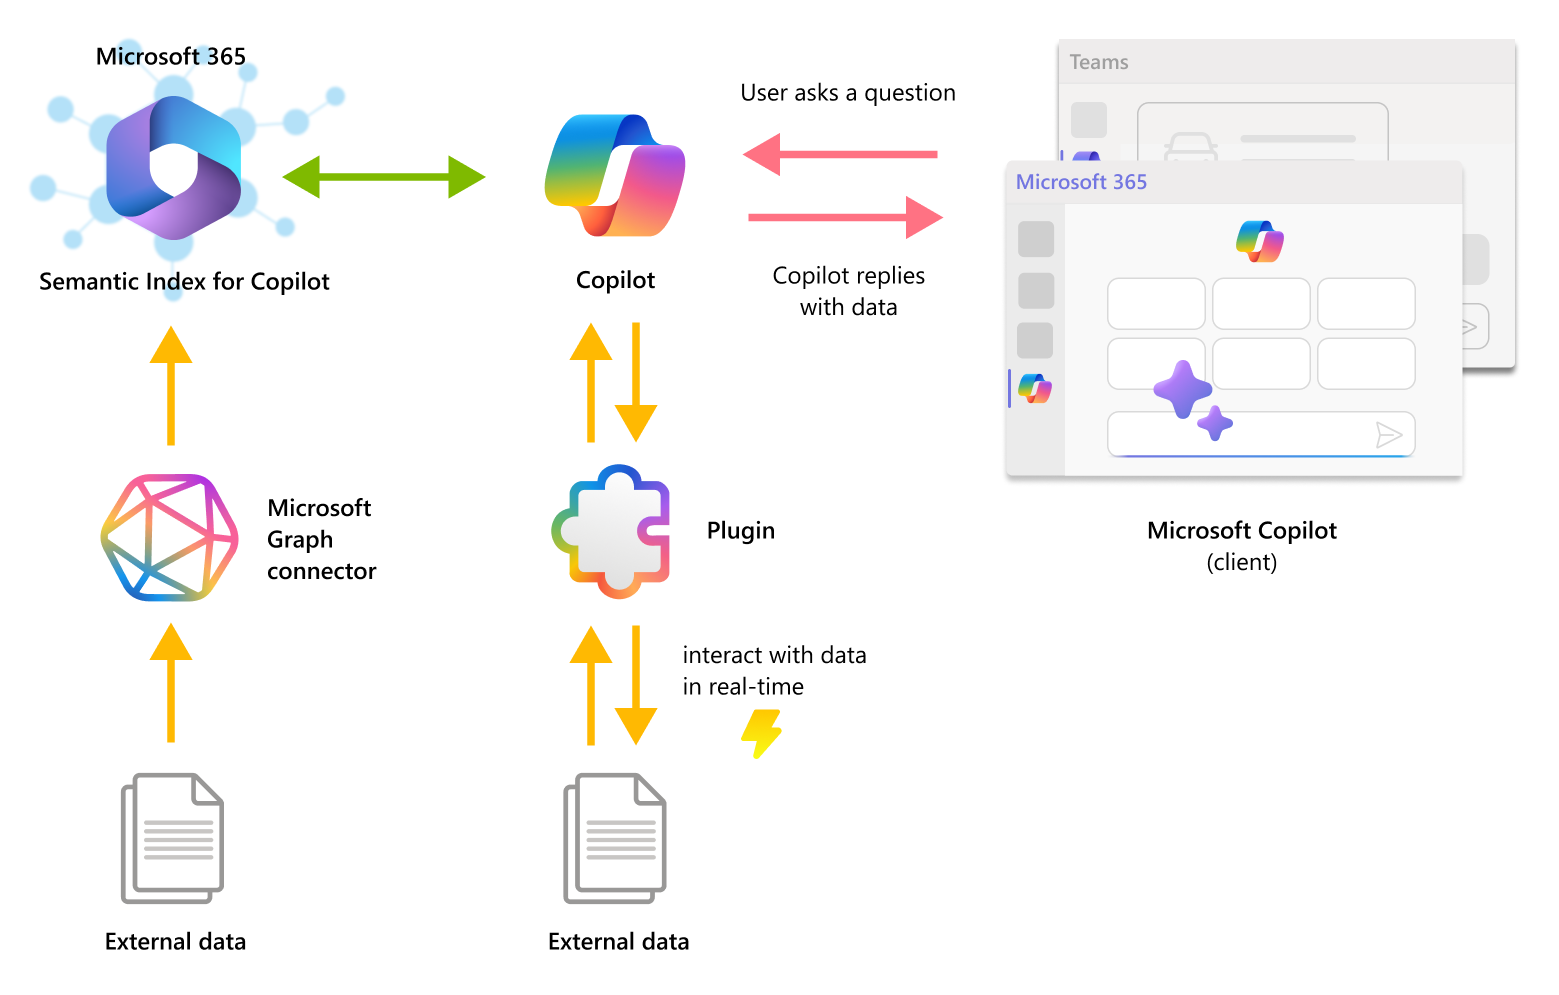 Microsoft 365
Semantic Index for Copilot
Copilot
User asks a question
Copilot replies
with data
Teams
Microsoft 365
Microsoft
Graph
connector
Plugin
Microsoft Copilot
(client)
interact with data
in real-time
External data
External data